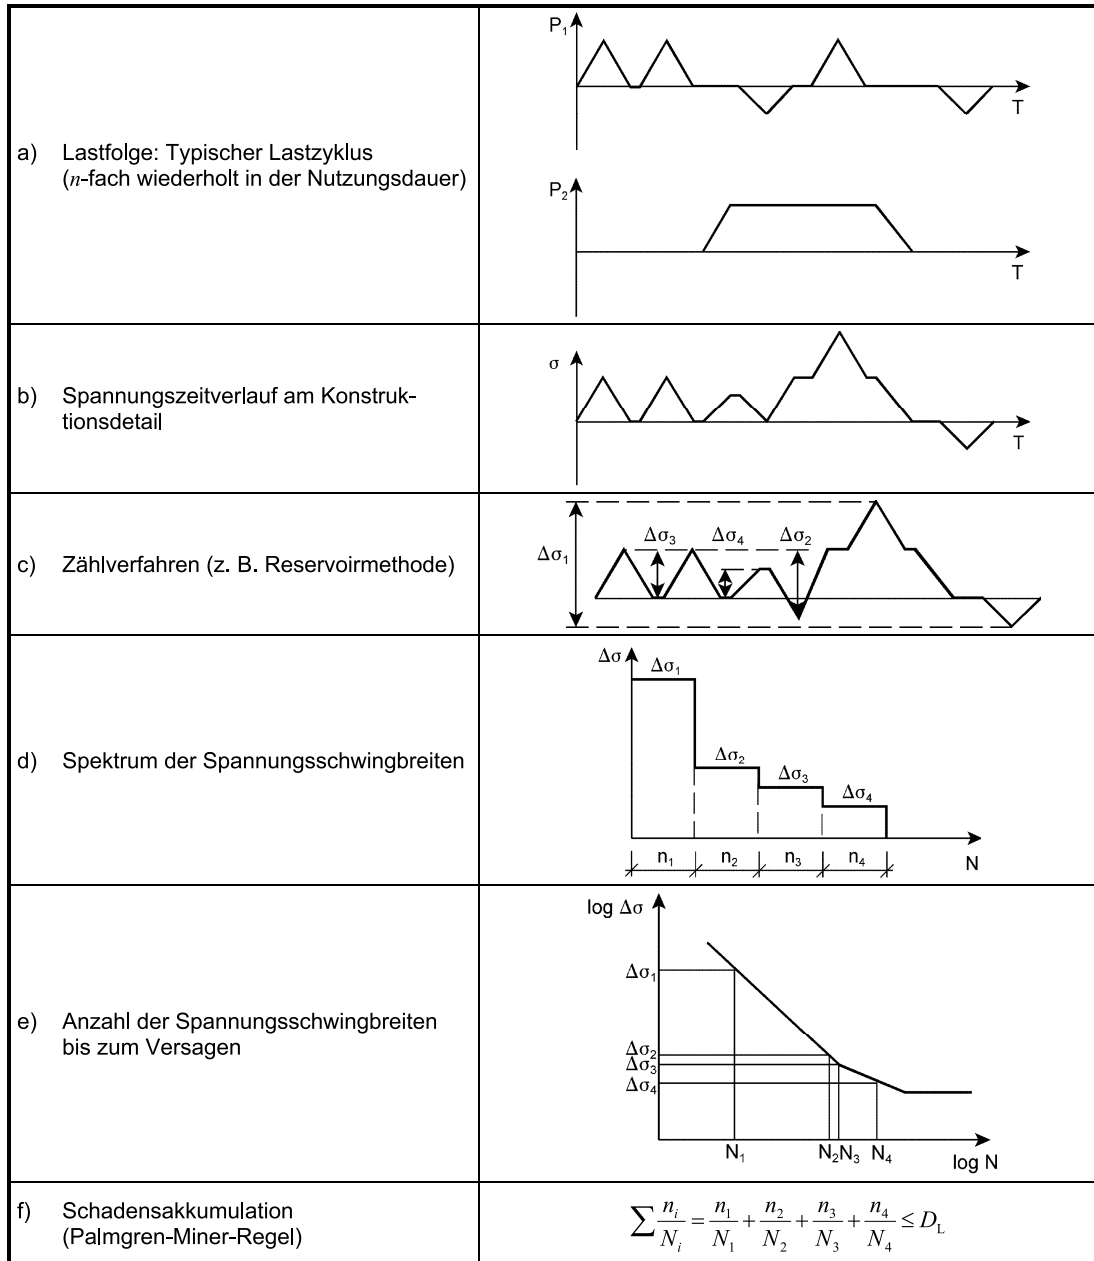 a) Lastfolge: Typischer Lastzyklus
(n-fach wiederholt in der Nutzungsdauer)
P₁
T
P₂
T
b) Spannungszeitverlauf am Konstruk-
tionsdetail
σ
T
c) Zählverfahren (z. B. Reservoirmethode)
Δσ₁
Δσ₃ Δσ₄ Δσ₂
d) Spektrum der Spannungsschwingbreiten
Δσ
Δσ₁
Δσ₂
Δσ₃
Δσ₄
n₁ n₂ n₃ n₄ N
e) Anzahl der Spannungsschwingbreiten
bis zum Versagen
log Δσ
Δσ₁
Δσ₂
Δσ₃
Δσ₄
N₁ N₂N₃ N₄
log N
f) Schadensakkumulation
(Palmgren-Miner-Regel)
∑ nᵢ/Nᵢ = n₁/N₁ + n₂/N₂ + n₃/N₃ + n₄/N₄ ≤ D_L